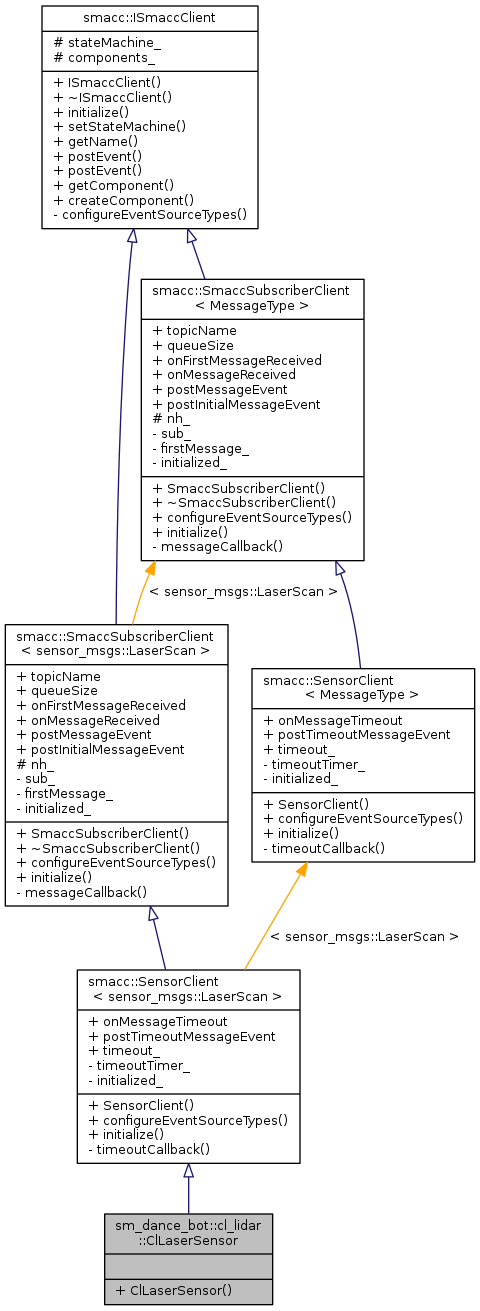 smacc::ISmaccClient
# stateMachine_
# components_
+ ISmaccClient()
+ ~ISmaccClient()
+ initialize()
+ setStateMachine()
+ getName()
+ postEvent()
+ postEvent()
+ getComponent()
+ createComponent()
- configureEventSourceTypes()
smacc::SmaccSubscriberClient
< MessageType >
+ topicName
+ queueSize
+ onFirstMessageReceived
+ onMessageReceived
+ postMessageEvent
+ postInitialMessageEvent
# nh_
- sub_
- firstMessage_
- initialized_
+ SmaccSubscriberClient()
+ ~SmaccSubscriberClient()
+ configureEventSourceTypes()
+ initialize()
- messageCallback()
< sensor_msgs::LaserScan >
smacc::SmaccSubscriberClient
< sensor_msgs::LaserScan >
+ topicName
+ queueSize
+ onFirstMessageReceived
+ onMessageReceived
+ postMessageEvent
+ postInitialMessageEvent
# nh_
- sub_
- firstMessage_
- initialized_
+ SmaccSubscriberClient()
+ ~SmaccSubscriberClient()
+ configureEventSourceTypes()
+ initialize()
- messageCallback()
smacc::SensorClient
< MessageType >
+ onMessageTimeout
+ postTimeoutMessageEvent
+ timeout_
- timeoutTimer_
- initialized_
+ SensorClient()
+ configureEventSourceTypes()
+ initialize()
- timeoutCallback()
< sensor_msgs::LaserScan >
smacc::SensorClient
< sensor_msgs::LaserScan >
+ onMessageTimeout
+ postTimeoutMessageEvent
+ timeout_
- timeoutTimer_
- initialized_
+ SensorClient()
+ configureEventSourceTypes()
+ initialize()
- timeoutCallback()
sm_dance_bot::cl_lidar
::ClLaserSensor
+ ClLaserSensor()